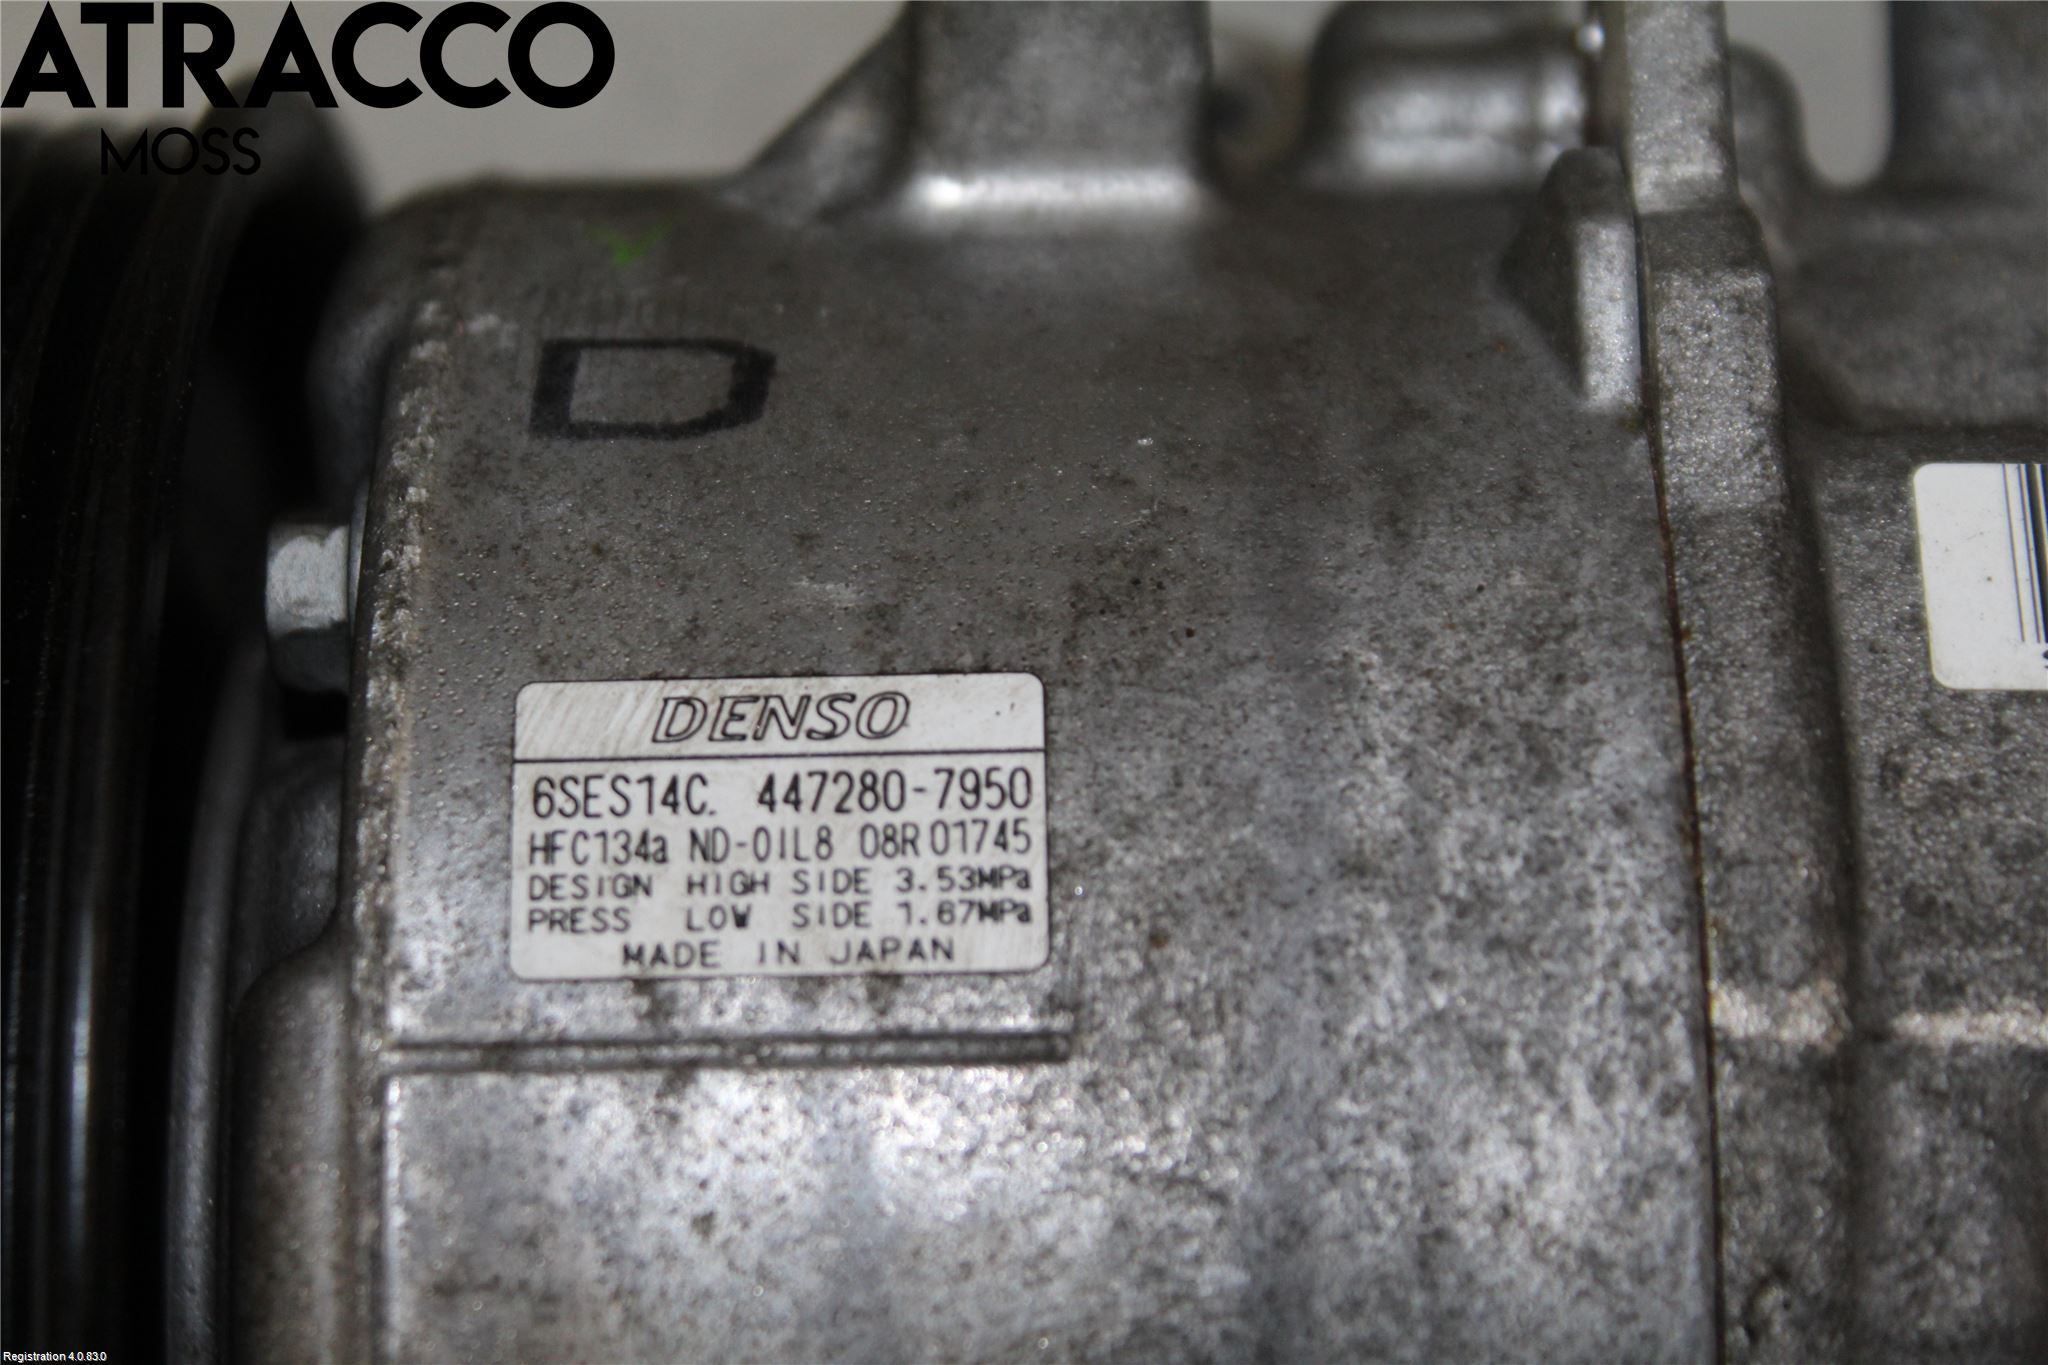 ATRACCO
MOSS
D
DENSO
6SES14C. 447280-7950
HFC134a ND-OIL8 08R01745
DESIGN HIGH SIDE 3.53MPa
PRESS LOW SIDE 1.67MPa
MADE IN JAPAN
Registration 4.0.83.0